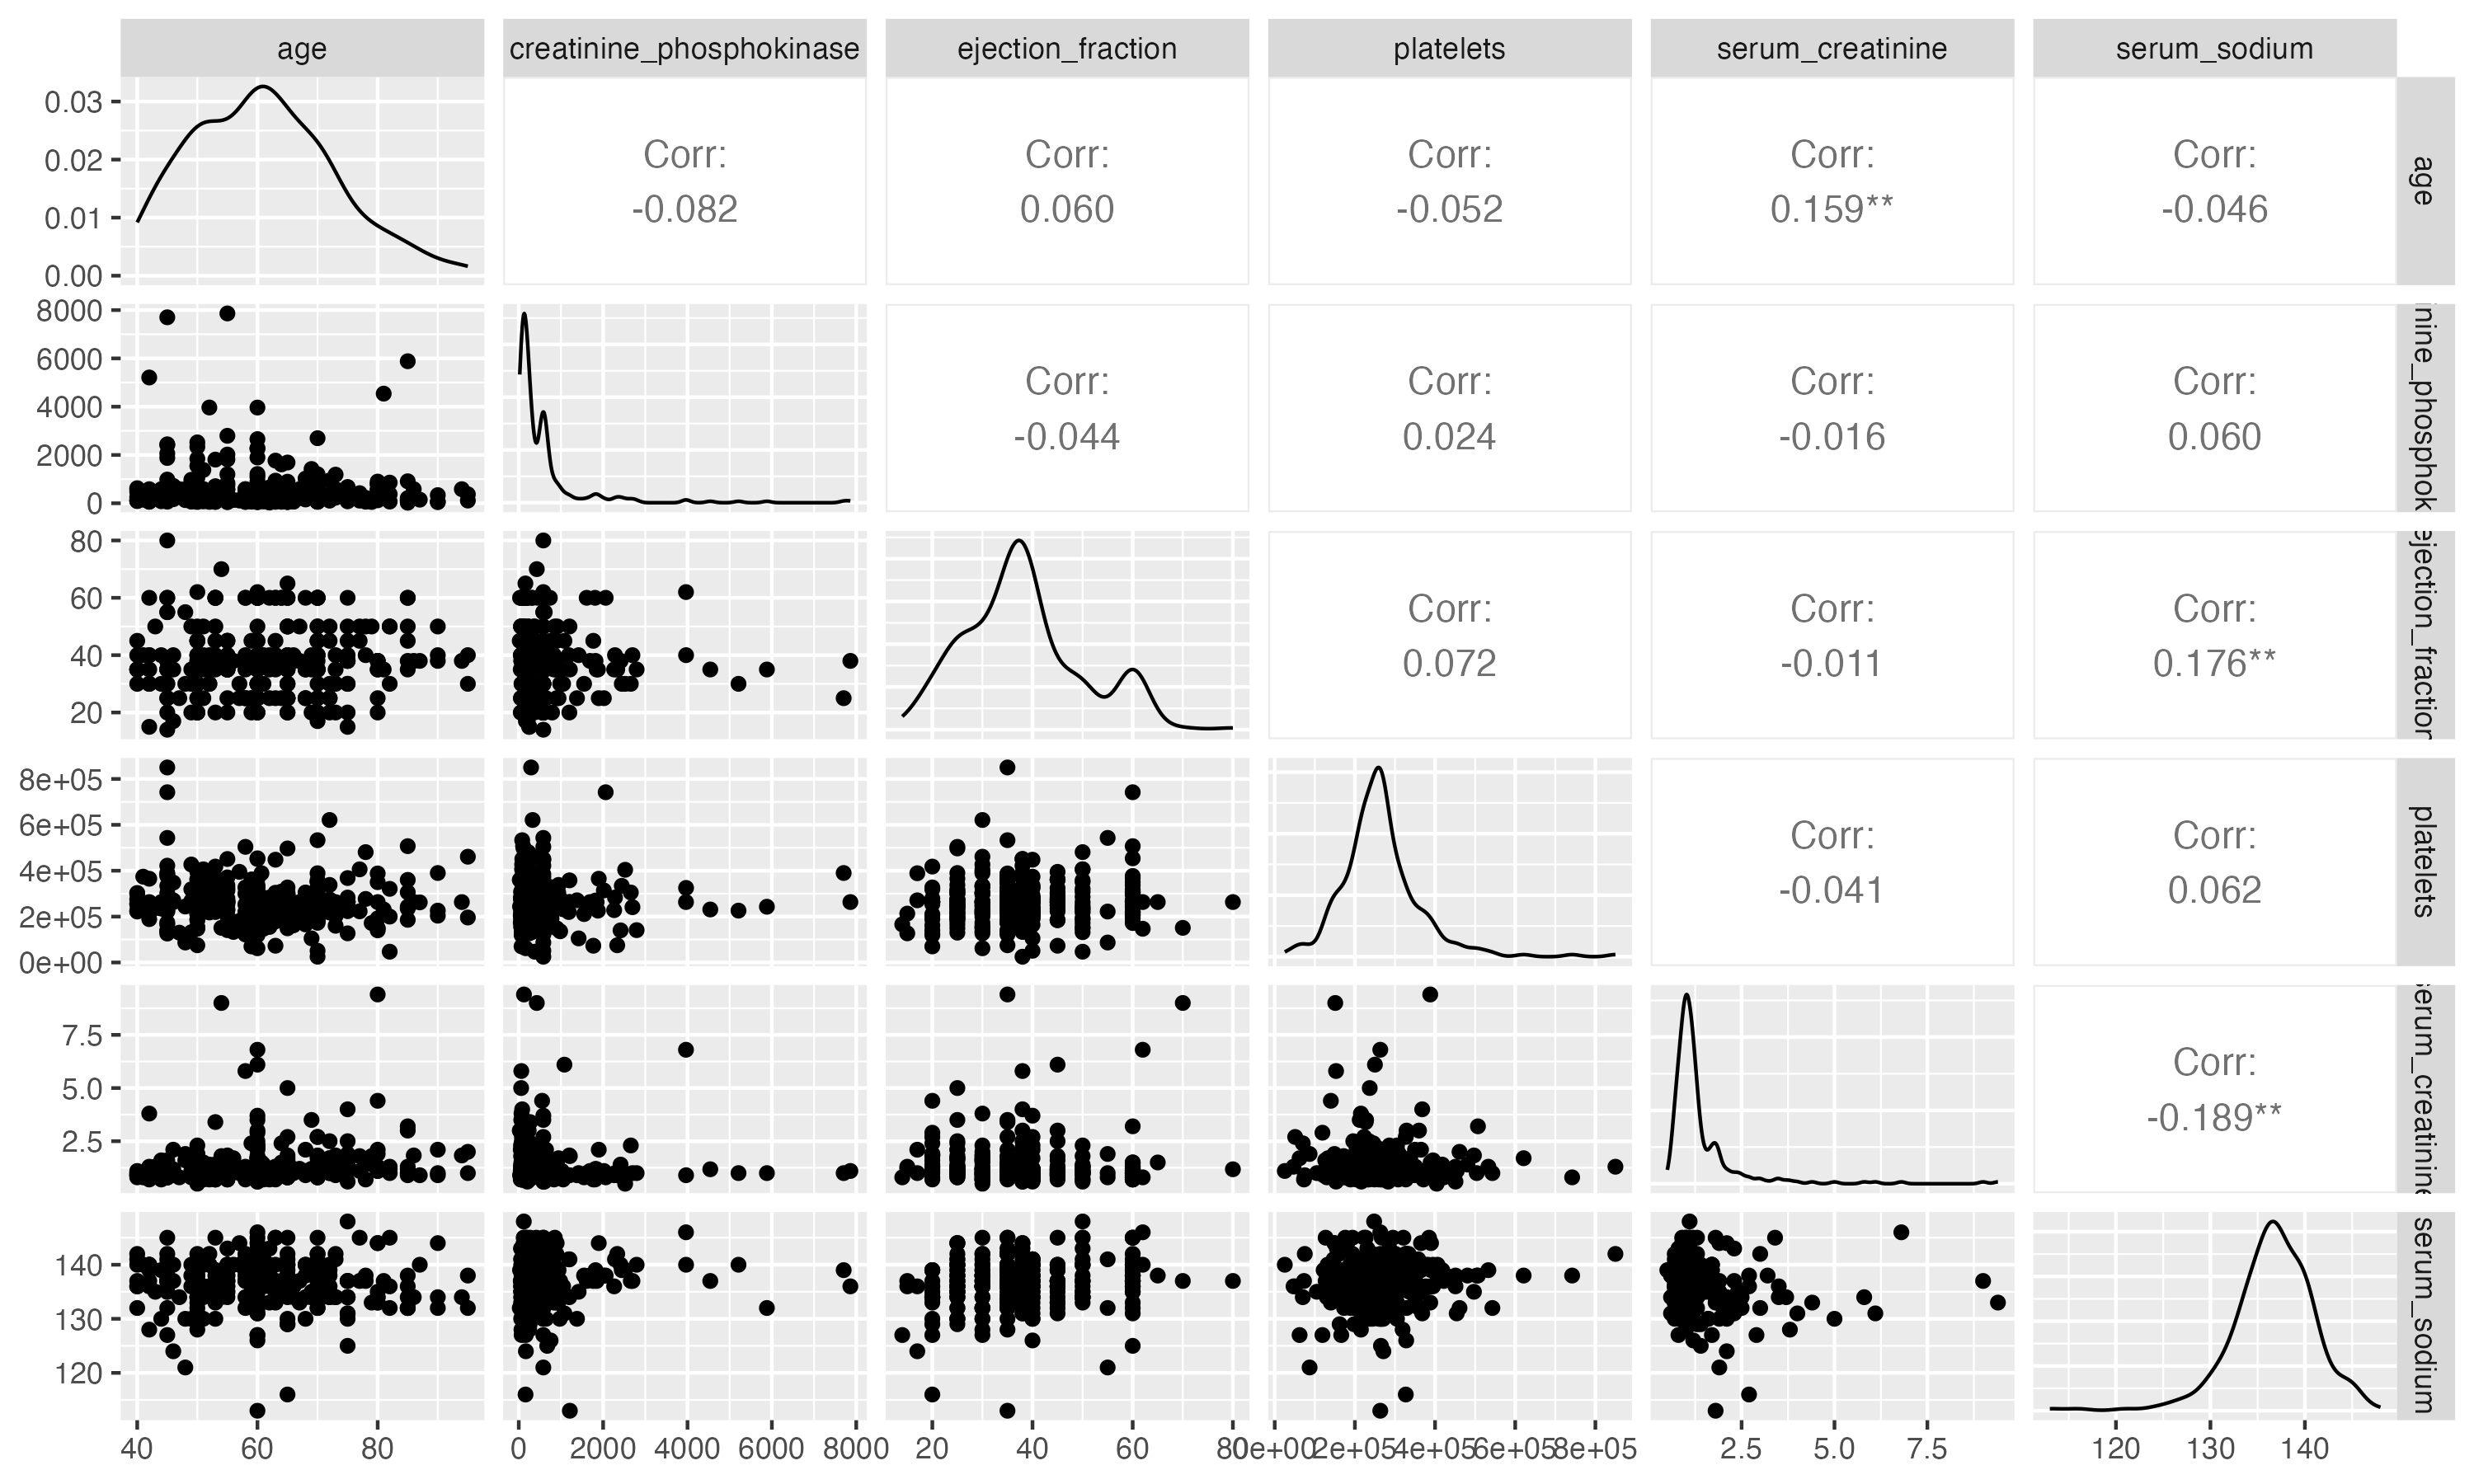 age creatinine_phosphokinase ejection_fraction platelets serum_creatinine serum_sodium
0.03
0.02
0.01
0.00
Corr:
-0.082
Corr:
0.060
Corr:
-0.052
Corr:
0.159**
Corr:
-0.046
age
8000
6000
4000
2000
0
Corr:
-0.044
Corr:
0.024
Corr:
-0.016
Corr:
0.060
nine_phosphok
80
60
40
20
Corr:
0.072
Corr:
-0.011
Corr:
0.176**
ejection_fraction
8e+05
6e+05
4e+05
2e+05
0e+00
Corr:
-0.041
Corr:
0.062
platelets
7.5
5.0
2.5
Corr:
-0.189**
serum_creatinine
140
130
120
serum_sodium
40 60 80 0 2000 4000 6000 8000 20 40 60 80 0e+00 2e+05 4e+05 6e+05 8e+05 2.5 5.0 7.5 120 130 140